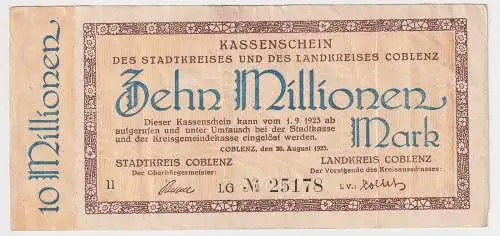 10 Millionen
KASSENSCHEIN
DES STADTKREISES UND DES LANDKREISES COBLENZ
Zehn Millionen
Mark
Dieser Kassenschein kann vom 1. 9. 1923 ab
aufgerufen und unter Umtausch bei der Stadtkasse
und der Kreisgemeindekasse eingelöst werden.
COBLENZ, den 20. August 1923.
STADTKREIS COBLENZ LANDKREIS COBLENZ
Der Oberbürgermeister: Der Vorsitzende des Kreisausschusses:
11 LG № 25178 I. V.: